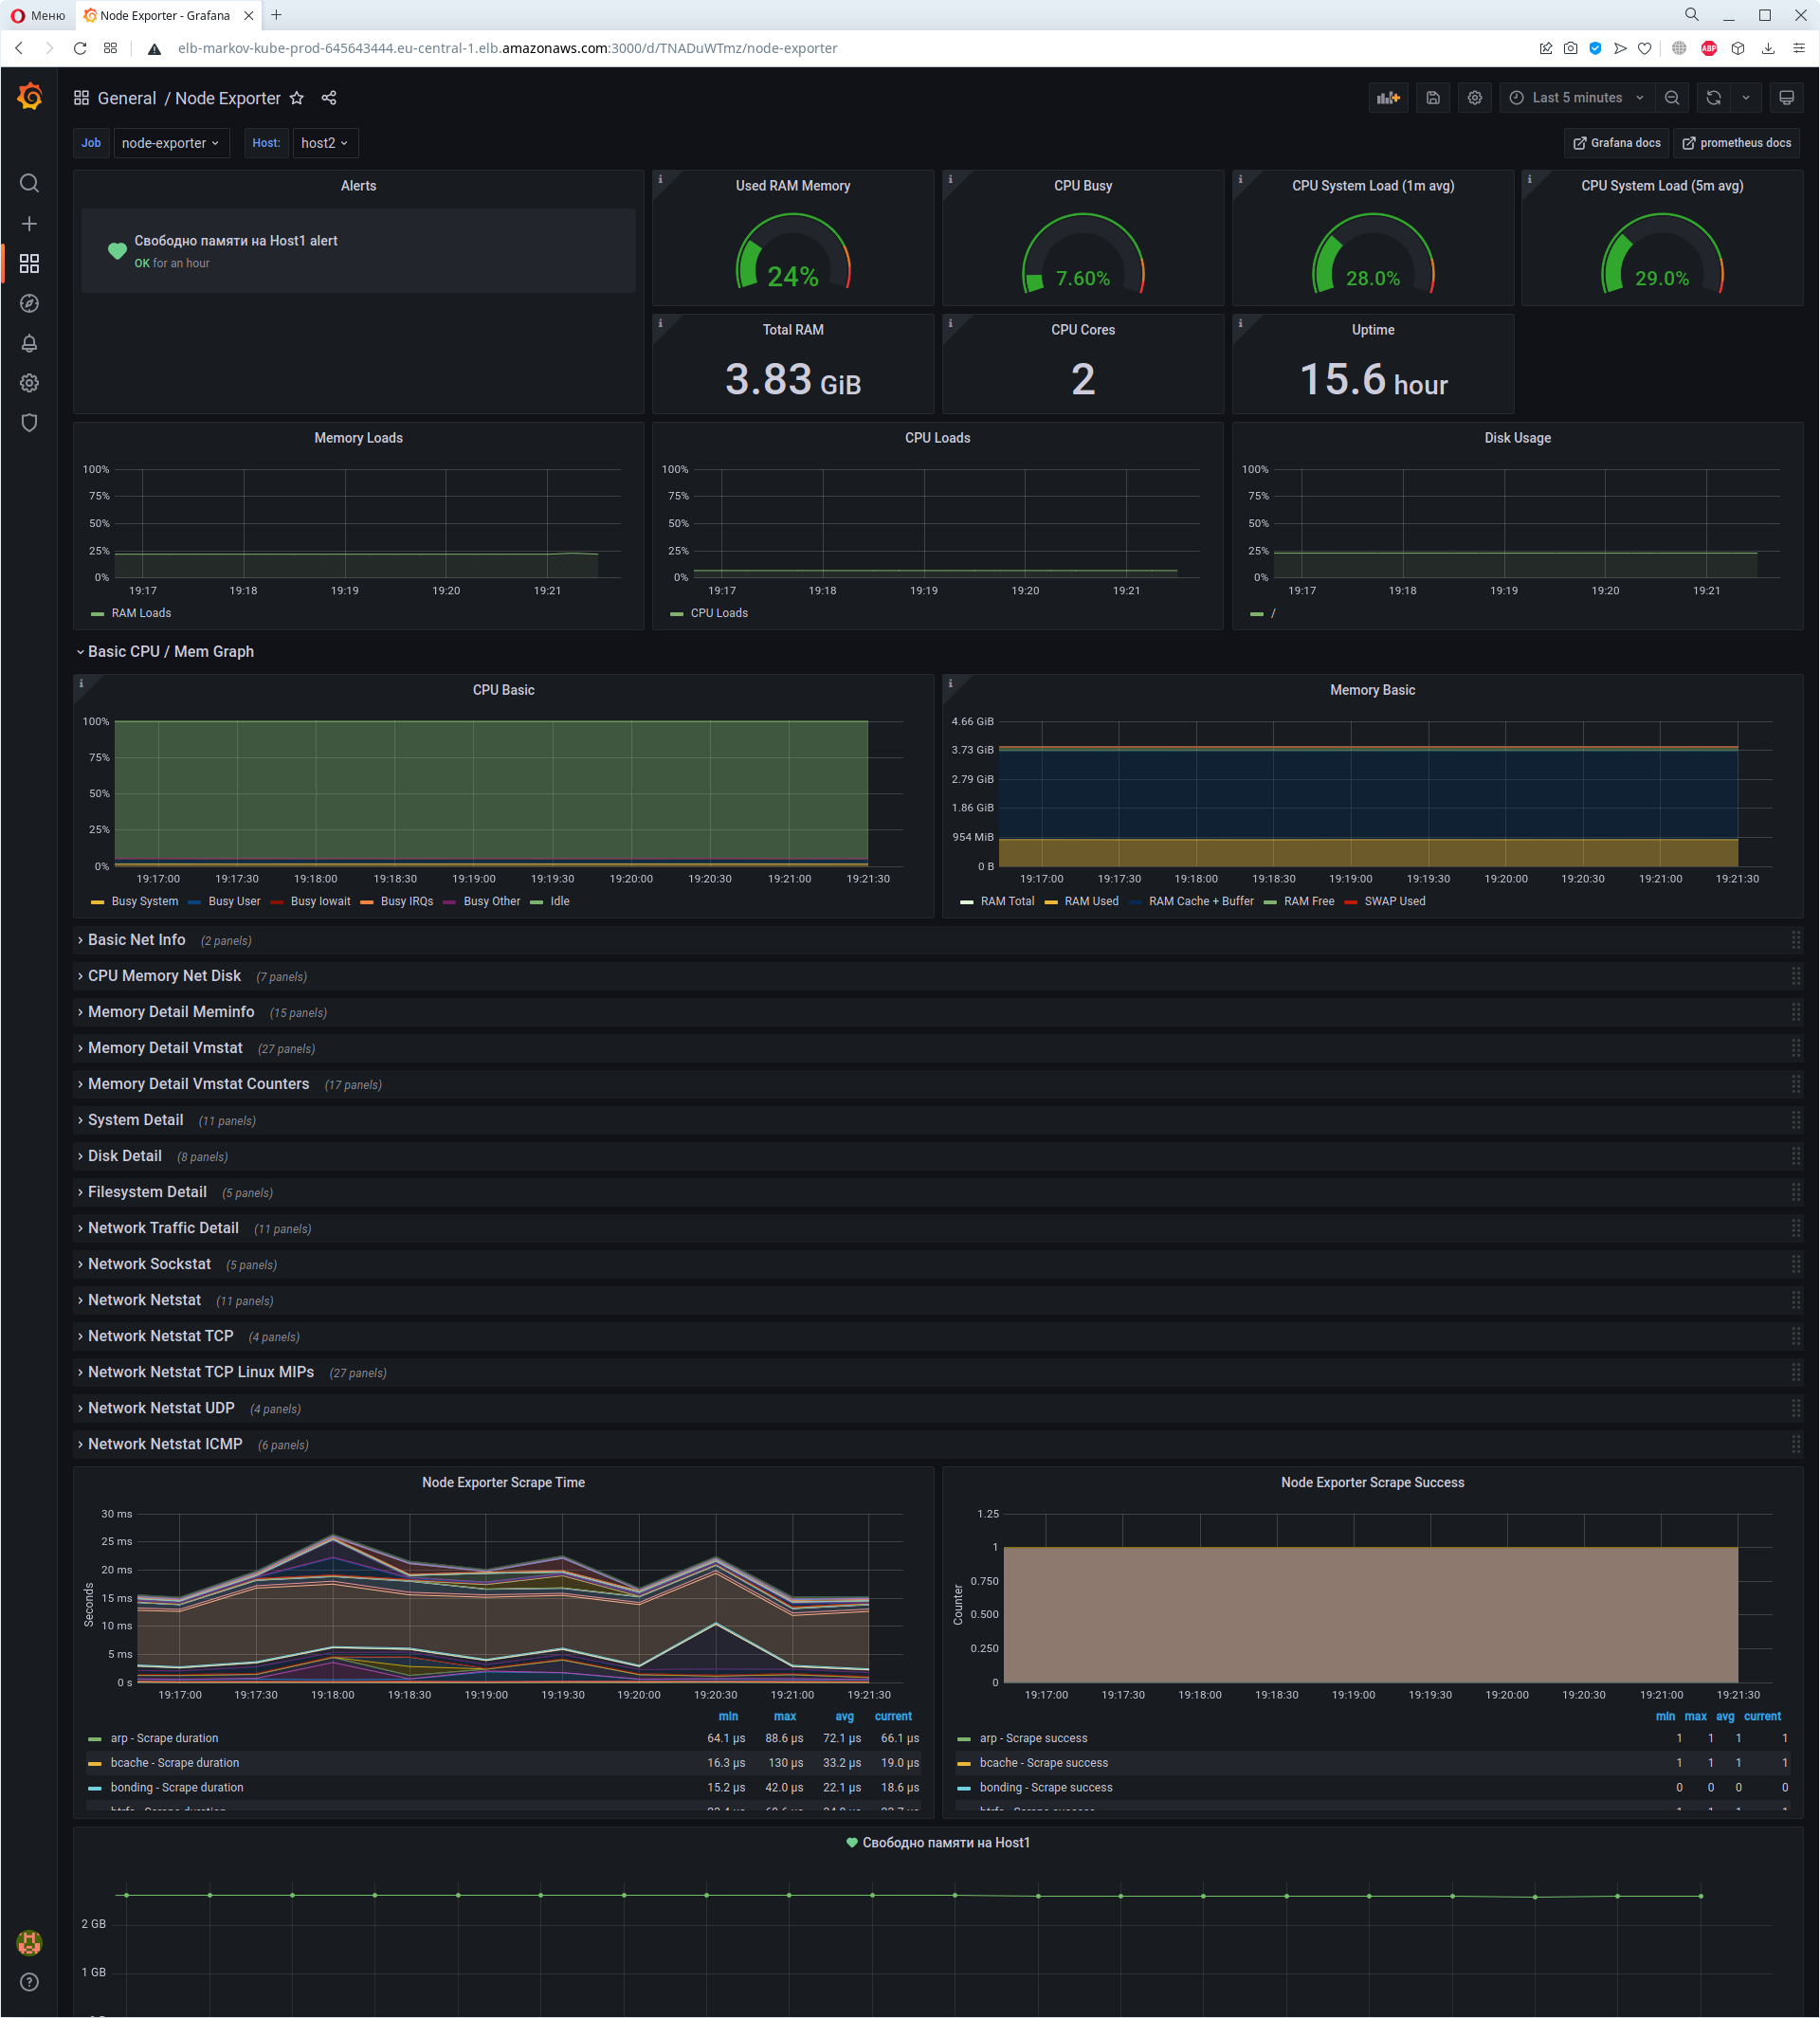 Меню
Node Exporter - Grafana
elb-markov-kube-prod-645643444.eu-central-1.elb.amazonaws.com:3000/d/TNADuWTmz/node-exporter
ABP
General / Node Exporter
Last 5 minutes
Job node-exporter Host: host2
Grafana docs prometheus docs
Alerts
Свободно памяти на Host1 alert
OK for an hour
Used RAM Memory
24%
CPU Busy
7.60%
CPU System Load (1m avg)
28.0%
CPU System Load (5m avg)
29.0%
Total RAM
3.83 GiB
CPU Cores
2
Uptime
15.6 hour
Memory Loads
100%
75%
50%
25%
0%
19:17 19:18 19:19 19:20 19:21
RAM Loads
CPU Loads
100%
75%
50%
25%
0%
19:17 19:18 19:19 19:20 19:21
CPU Loads
Disk Usage
100%
75%
50%
25%
0%
19:17 19:18 19:19 19:20 19:21
/
Basic CPU / Mem Graph
CPU Basic
100%
75%
50%
25%
0%
19:17:00 19:17:30 19:18:00 19:18:30 19:19:00 19:19:30 19:20:00 19:20:30 19:21:00 19:21:30
Busy System Busy User Busy Iowait Busy IRQs Busy Other Idle
Memory Basic
4.66 GiB
3.73 GiB
2.79 GiB
1.86 GiB
954 MiB
0 B
19:17:00 19:17:30 19:18:00 19:18:30 19:19:00 19:19:30 19:20:00 19:20:30 19:21:00 19:21:30
RAM Total RAM Used RAM Cache + Buffer RAM Free SWAP Used
Basic Net Info (2 panels)
CPU Memory Net Disk (7 panels)
Memory Detail Meminfo (15 panels)
Memory Detail Vmstat (27 panels)
Memory Detail Vmstat Counters (17 panels)
System Detail (11 panels)
Disk Detail (8 panels)
Filesystem Detail (5 panels)
Network Traffic Detail (11 panels)
Network Sockstat (5 panels)
Network Netstat (11 panels)
Network Netstat TCP (4 panels)
Network Netstat TCP Linux MIPs (27 panels)
Network Netstat UDP (4 panels)
Network Netstat ICMP (6 panels)
Node Exporter Scrape Time
Seconds
30 ms
25 ms
20 ms
15 ms
10 ms
5 ms
0 s
19:17:00 19:17:30 19:18:00 19:18:30 19:19:00 19:19:30 19:20:00 19:20:30 19:21:00 19:21:30
min max avg current
arp - Scrape duration 64.1 µs 88.6 µs 72.1 µs 66.1 µs
bcache - Scrape duration 16.3 µs 130 µs 33.2 µs 19.0 µs
bonding - Scrape duration 15.2 µs 42.0 µs 22.1 µs 18.6 µs
Node Exporter Scrape Success
Counter
1.25
1
0.750
0.500
0.250
0
19:17:00 19:17:30 19:18:00 19:18:30 19:19:00 19:19:30 19:20:00 19:20:30 19:21:00 19:21:30
min max avg current
arp - Scrape success 1 1 1 1
bcache - Scrape success 1 1 1 1
bonding - Scrape success 0 0 0 0
Свободно памяти на Host1
2 GB
1 GB